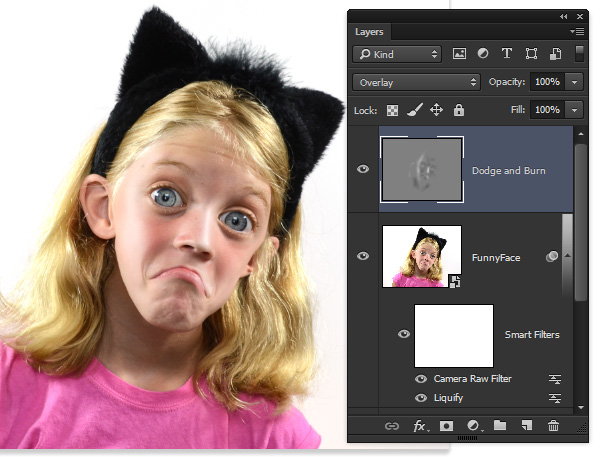 Layers
Kind
Overlay
Opacity: 100%
Lock:
Fill: 100%
Dodge and Burn
FunnyFace
Smart Filters
Camera Raw Filter
Liquify
fx